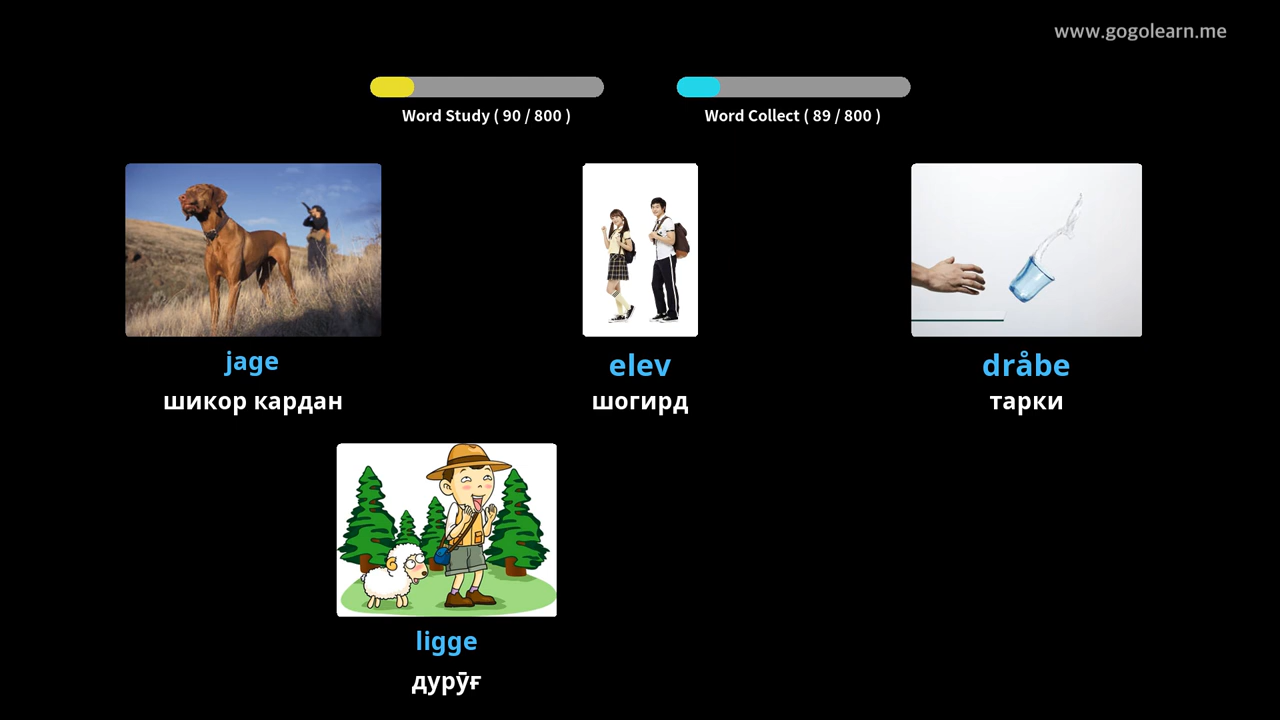 www.gogolearn.me
Word Study ( 90 / 800 )
Word Collect ( 89 / 800 )
jage
шикор кардан
elev
шогирд
dråbe
тарки
ligge
дурӯғ